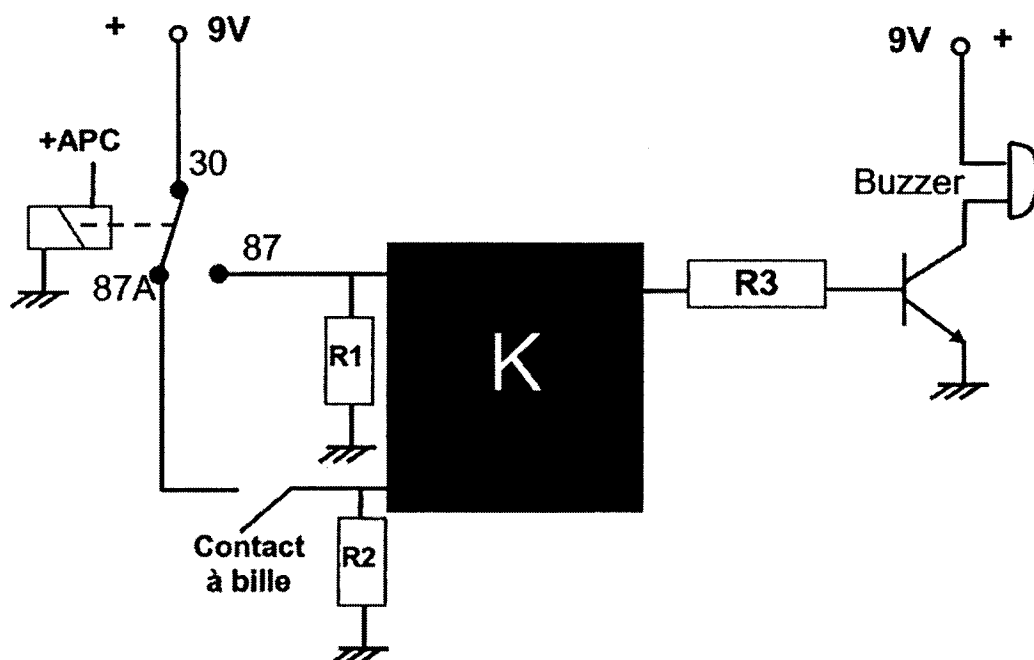 + 9V
9V +
+APC
30
Buzzer
87
87A
R3
R1
K
Contact
à bille
R2